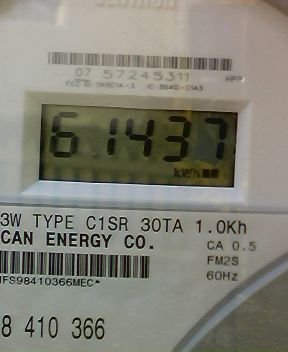 07 57245311
61437
kWh
3W TYPE C1SR 30TA 1.0Kh
CAN ENERGY CO.
CA 0.5
FM2S
60Hz
IFS98410366MEC*
8 410 366